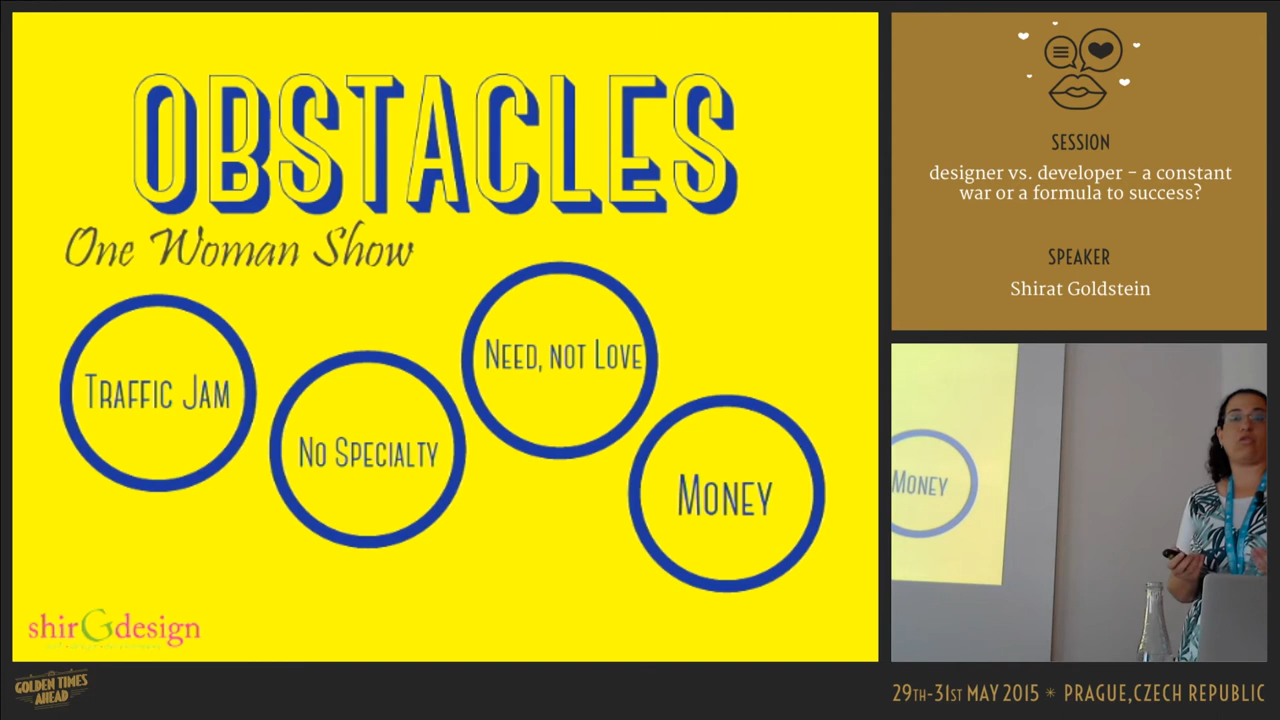 OBSTACLES
One Woman Show
TRAFFIC JAM
NO SPECIALTY
NEED, NOT LOVE
MONEY
shirGdesign
SESSION
designer vs. developer – a constant
war or a formula to success?
SPEAKER
Shirat Goldstein
MONEY
GOLDEN TIMES
AHEAD
29TH-31ST MAY 2015 * PRAGUE,CZECH REPUBLIC